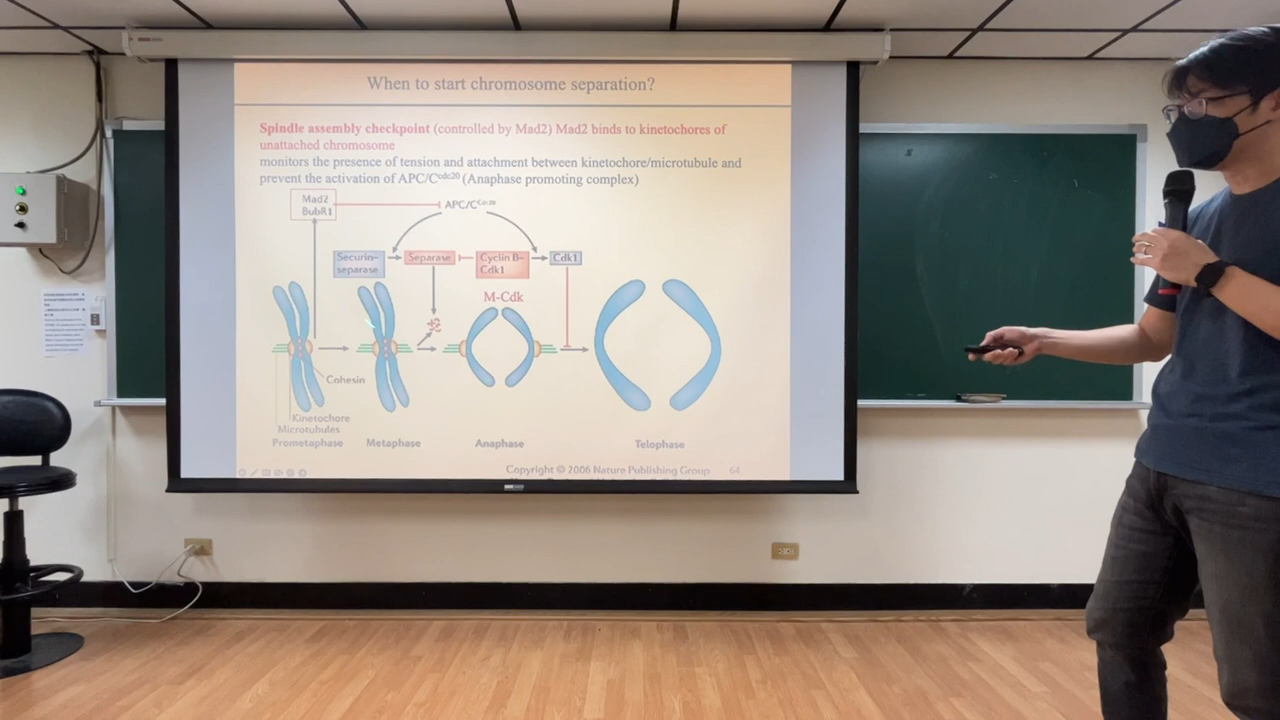 When to start chromosome separation?
Spindle assembly checkpoint (controlled by Mad2) Mad2 binds to kinetochores of
unattached chromosome
monitors the presence of tension and attachment between kinetochore/microtubule and
prevent the activation of APC/Ccdc20 (Anaphase promoting complex)
Mad2
BubR1
APC/CCdc20
Securin–
separase
Separase
Cyclin B–
Cdk1
Cdk1
M-Cdk
Cohesin
Kinetochore
Microtubules
Prometaphase
Metaphase
Anaphase
Telophase
Copyright © 2006 Nature Publishing Group
64